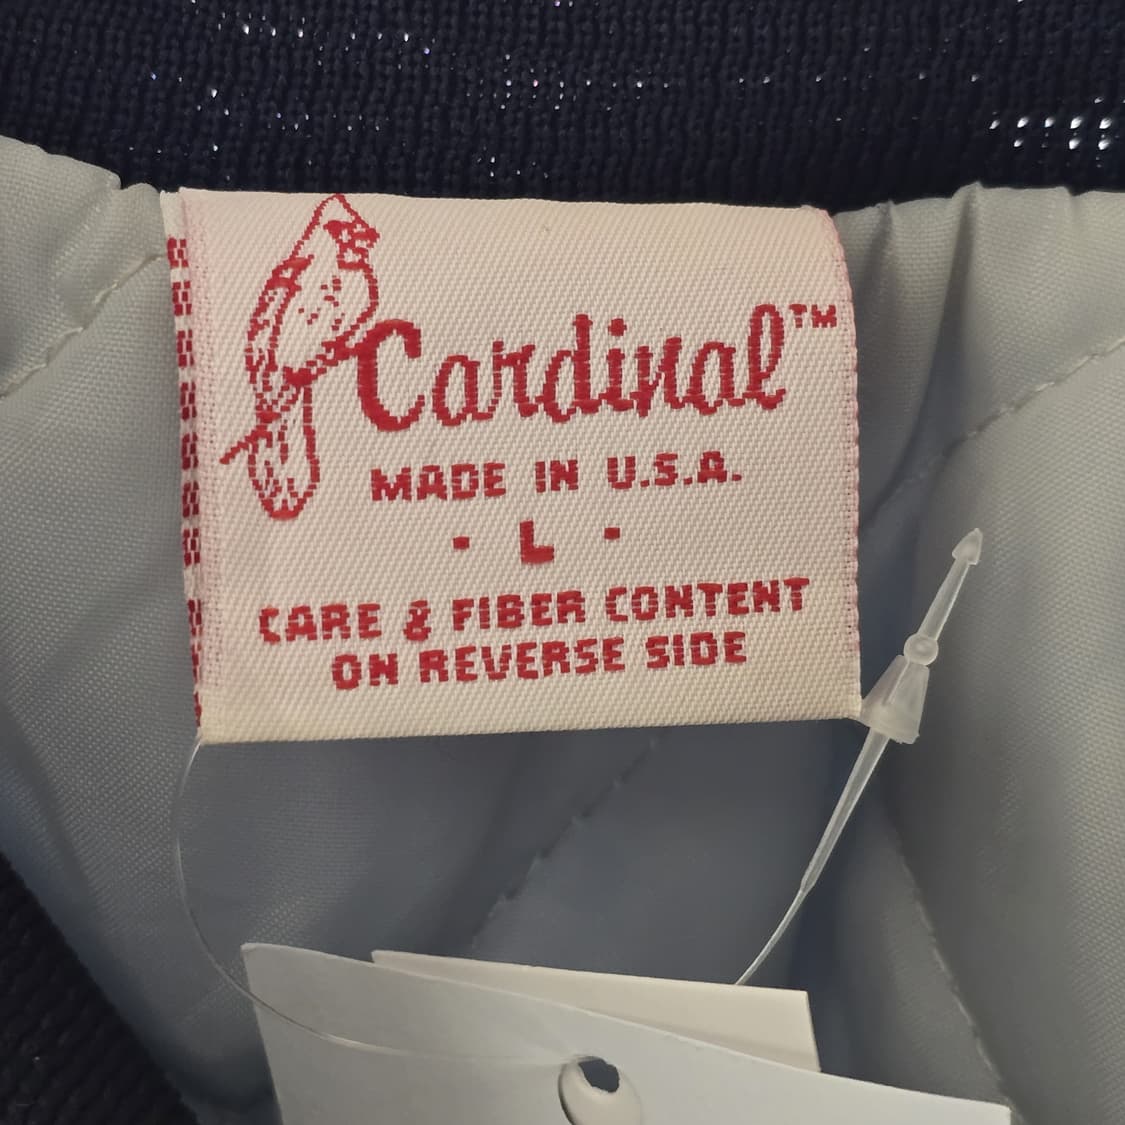 Cardinal™
MADE IN U.S.A.
· L ·
CARE & FIBER CONTENT
ON REVERSE SIDE